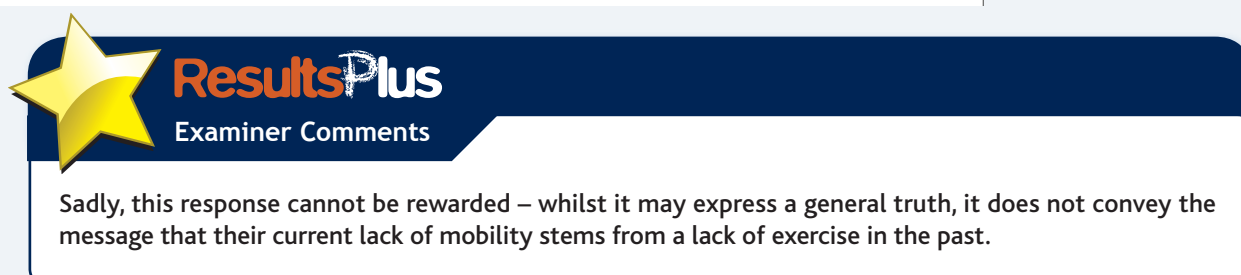 ResultsPlus
Examiner Comments
Sadly, this response cannot be rewarded – whilst it may express a general truth, it does not convey the
message that their current lack of mobility stems from a lack of exercise in the past.